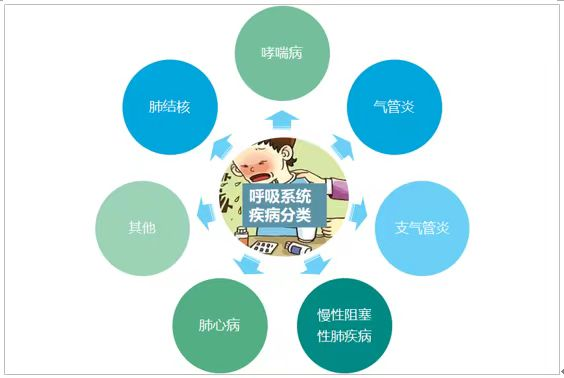 哮喘病
肺结核
气管炎
呼吸系统
疾病分类
其他
支气管炎
肺心病
慢性阻塞
性肺疾病